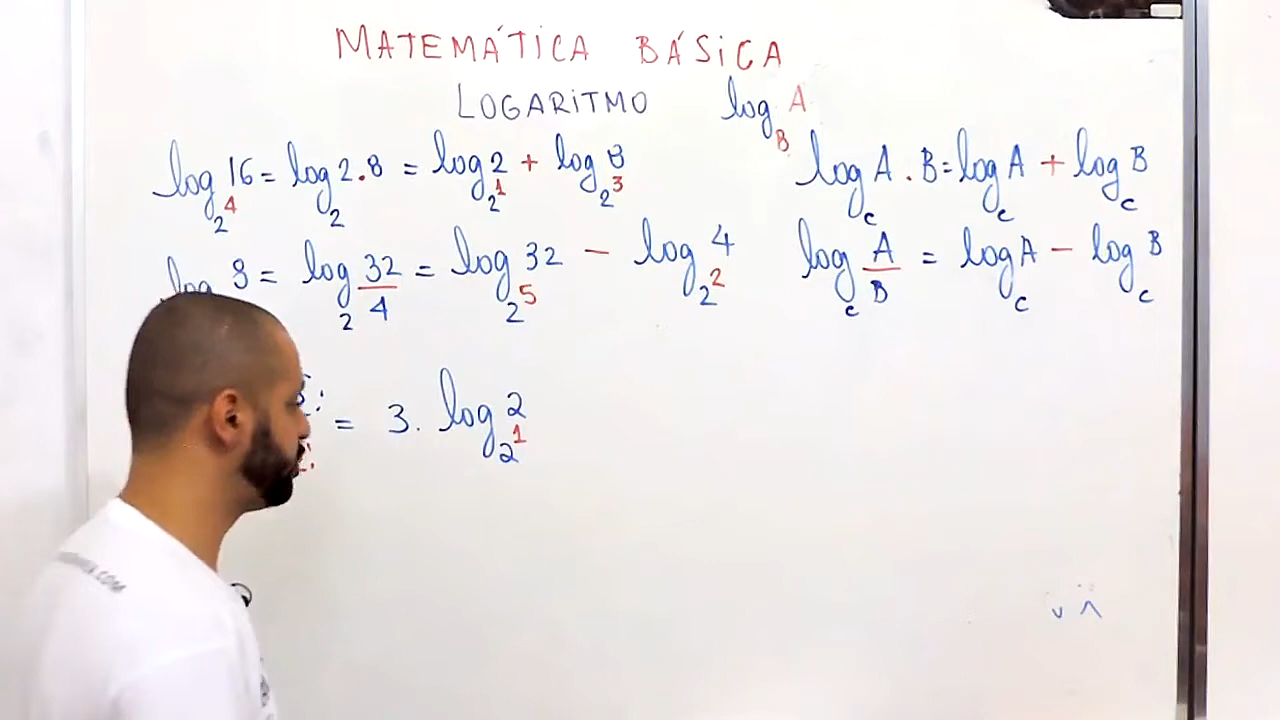 MATEMÁTICA BÁSICA
LOGARITMO log_B A
log_2 16^4 = log_2 2.8 = log_2 2^1 + log_2 8^3
log_C A.B = log_C A + log_C B
log 8 = log_2 32/4 = log_2 32^5 - log_2 4^2
log_C A/B = log_C A - log_C B
= 3. log_2 2^1